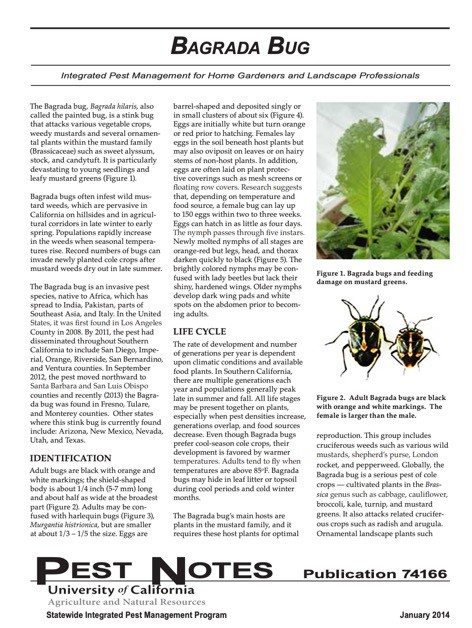 BAGRADA BUG
Integrated Pest Management for Home Gardeners and Landscape Professionals
The Bagrada bug, Bagrada hilaris, also
called the painted bug, is a stink bug
that attacks various vegetable crops,
weedy mustards and several ornamen-
tal plants within the mustard family
(Brassicaceae) such as sweet alyssum,
stock, and candytuft. It is particularly
devastating to young seedlings and
leafy mustard greens (Figure 1).
Bagrada bugs often infest wild mus-
tard weeds, which are pervasive in
California on hillsides and in agricul-
tural corridors in late winter to early
spring. Populations rapidly increase
in the weeds when seasonal tempera-
tures rise. Record numbers of bugs can
invade newly planted cole crops after
mustard weeds dry out in late summer.
The Bagrada bug is an invasive pest
species, native to Africa, which has
spread to India, Pakistan, parts of
Southeast Asia, and Italy. In the United
States, it was first found in Los Angeles
County in 2008. By 2011, the pest had
disseminated throughout Southern
California to include San Diego, Impe-
rial, Orange, Riverside, San Bernardino,
and Ventura counties. In September
2012, the pest moved northward to
Santa Barbara and San Luis Obispo
counties and recently (2013) the Bagra-
da bug was found in Fresno, Tulare,
and Monterey counties. Other states
where this stink bug is currently found
include: Arizona, New Mexico, Nevada,
Utah, and Texas.
IDENTIFICATION
Adult bugs are black with orange and
white markings; the shield-shaped
body is about 1/4 inch (5-7 mm) long
and about half as wide at the broadest
part (Figure 2). Adults may be con-
fused with harlequin bugs (Figure 3),
Murgantia histrionica, but are smaller
at about 1/3 – 1/5 the size. Eggs are
barrel-shaped and deposited singly or
in small clusters of about six (Figure 4).
Eggs are initially white but turn orange
or red prior to hatching. Females lay
eggs in the soil beneath host plants but
may also oviposit on leaves or on hairy
stems of non-host plants. In addition,
eggs are often laid on plant protec-
tive coverings such as mesh screens or
floating row covers. Research suggests
that, depending on temperature and
food source, a female bug can lay up
to 150 eggs within two to three weeks.
Eggs can hatch in as little as four days.
The nymph passes through five instars.
Newly molted nymphs of all stages are
orange-red but legs, head, and thorax
darken quickly to black (Figure 5). The
brightly colored nymphs may be con-
fused with lady beetles but lack their
shiny, hardened wings. Older nymphs
develop dark wing pads and white
spots on the abdomen prior to becom-
ing adults.
LIFE CYCLE
The rate of development and number
of generations per year is dependent
upon climatic conditions and available
food plants. In Southern California,
there are multiple generations each
year and populations generally peak
late in summer and fall. All life stages
may be present together on plants,
especially when pest densities increase,
generations overlap, and food sources
decrease. Even though Bagrada bugs
prefer cool-season cole crops, their
development is favored by warmer
temperatures. Adults tend to fly when
temperatures are above 85°F. Bagrada
bugs may hide in leaf litter or topsoil
during cool periods and cold winter
months.
The Bagrada bug's main hosts are
plants in the mustard family, and it
requires these host plants for optimal
Figure 1. Bagrada bugs and feeding
damage on mustard greens.
Figure 2. Adult Bagrada bugs are black
with orange and white markings. The
female is larger than the male.
reproduction. This group includes
cruciferous weeds such as various wild
mustards, shepherd's purse, London
rocket, and pepperweed. Globally, the
Bagrada bug is a serious pest of cole
crops — cultivated plants in the Bras-
sica genus such as cabbage, cauliflower,
broccoli, kale, turnip, and mustard
greens. It also attacks related crucifer-
ous crops such as radish and arugula.
Ornamental landscape plants such
PEST NOTES
Publication 74166
University of California
Agriculture and Natural Resources
Statewide Integrated Pest Management Program
January 2014